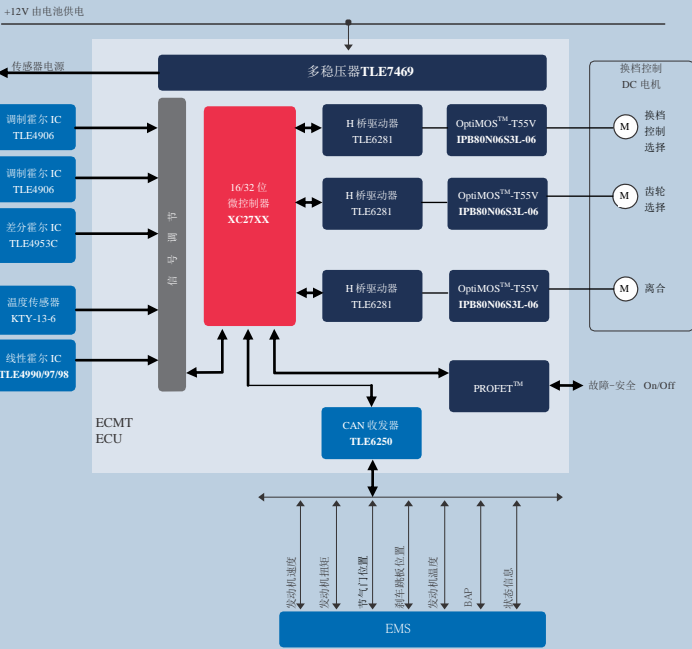 +12V 由电池供电
传感器电源
多稳压器TLE7469
换档控制
DC 电机
调制霍尔 IC
TLE4906
调制霍尔 IC
TLE4906
差分霍尔 IC
TLE4953C
温度传感器
KTY-13-6
线性霍尔 IC
TLE4990/97/98
信号调节
16/32 位
微控制器
XC27XX
H 桥驱动器
TLE6281
OptiMOS™-T55V
IPB80N06S3L-06
M
换档
控制
选择
H 桥驱动器
TLE6281
OptiMOS™-T55V
IPB80N06S3L-06
M
齿轮
选择
H 桥驱动器
TLE6281
OptiMOS™-T55V
IPB80N06S3L-06
M
离合
PROFET™
故障-安全 On/Off
ECMT
ECU
CAN 收发器
TLE6250
发动机速度
发动机扭矩
节气门位置
刹车跳板位置
发动机温度
BAP
状态信息
EMS